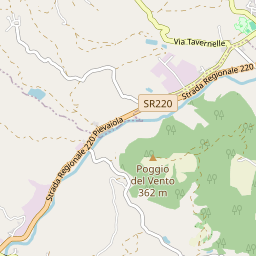 Via Tavernelle
Strada Regionale 220
SR220
Strada Regionale 220 Pievaiola
Poggio
del Vento
362 m